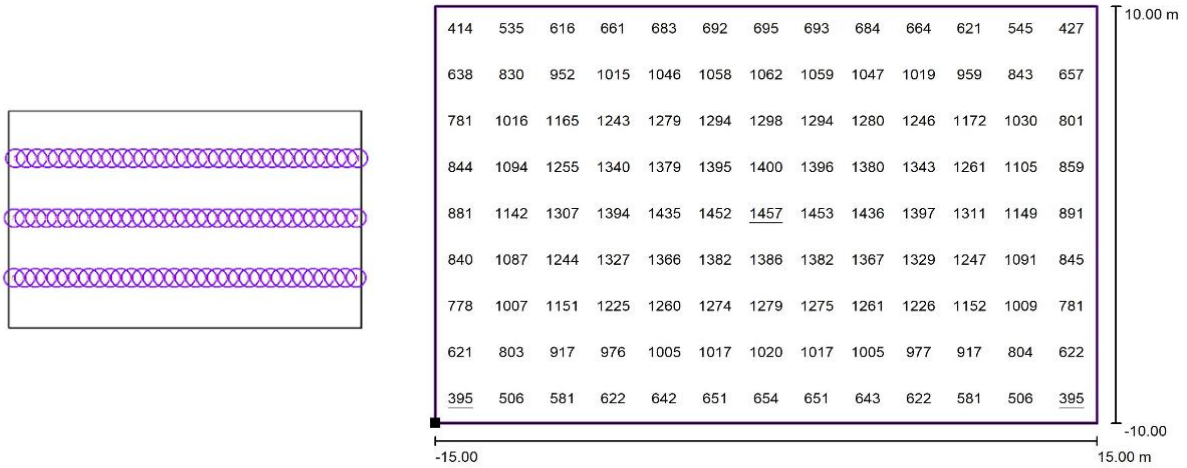 10.00 m
414 535 616 661 683 692 695 693 684 664 621 545 427
638 830 952 1015 1046 1058 1062 1059 1047 1019 959 843 657
781 1016 1165 1243 1279 1294 1298 1294 1280 1246 1172 1030 801
844 1094 1255 1340 1379 1395 1400 1396 1380 1343 1261 1105 859
881 1142 1307 1394 1435 1452 1457 1453 1436 1397 1311 1149 891
840 1087 1244 1327 1366 1382 1386 1382 1367 1329 1247 1091 845
778 1007 1151 1225 1260 1274 1279 1275 1261 1226 1152 1009 781
621 803 917 976 1005 1017 1020 1017 1005 977 917 804 622
395 506 581 622 642 651 654 651 643 622 581 506 395
-10.00
-15.00 15.00 m